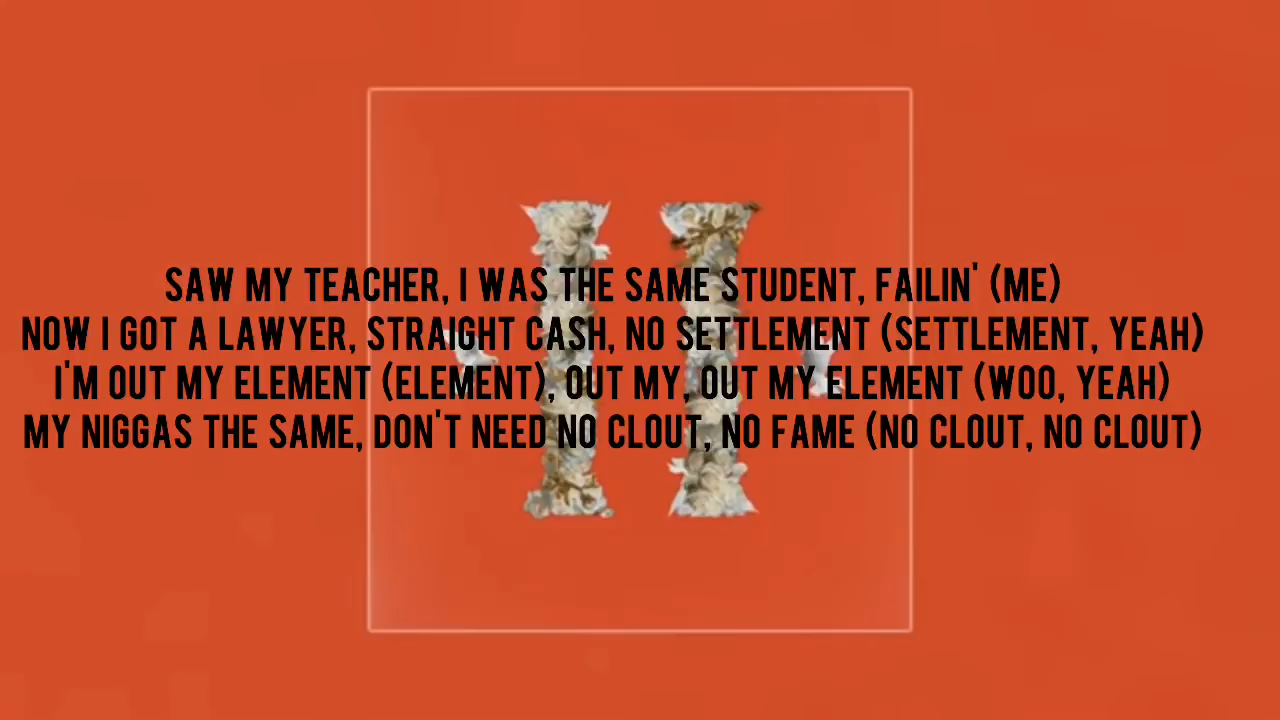 SAW MY TEACHER, I WAS THE SAME STUDENT, FAILIN' (ME)
NOW I GOT A LAWYER, STRAIGHT CASH, NO SETTLEMENT (SETTLEMENT, YEAH)
I'M OUT MY ELEMENT (ELEMENT), OUT MY, OUT MY ELEMENT (WOO, YEAH)
MY NIGGAS THE SAME, DON'T NEED NO CLOUT, NO FAME (NO CLOUT, NO CLOUT)